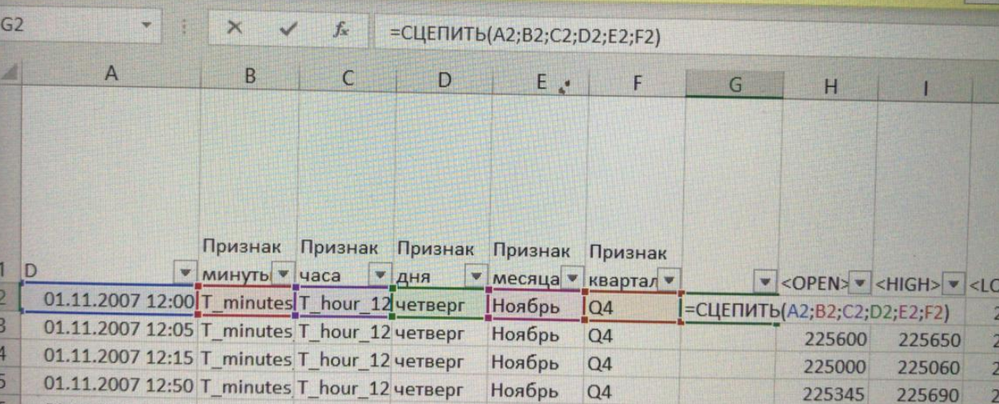 G2 =СЦЕПИТЬ(A2;B2;C2;D2;E2;F2)
A B C D E F G H I
Признак Признак Признак Признак Признак
1 D минуты часа дня месяца квартал <OPEN> <HIGH> <LO
2 01.11.2007 12:00 T_minutes T_hour_12 четверг Ноябрь Q4 =СЦЕПИТЬ(A2;B2;C2;D2;E2;F2) 2
3 01.11.2007 12:05 T_minutes T_hour_12 четверг Ноябрь Q4 225600 225650 2
4 01.11.2007 12:15 T_minutes T_hour_12 четверг Ноябрь Q4 225000 225060 2
5 01.11.2007 12:50 T_minutes T_hour_12 четверг Ноябрь Q4 225345 225690 2